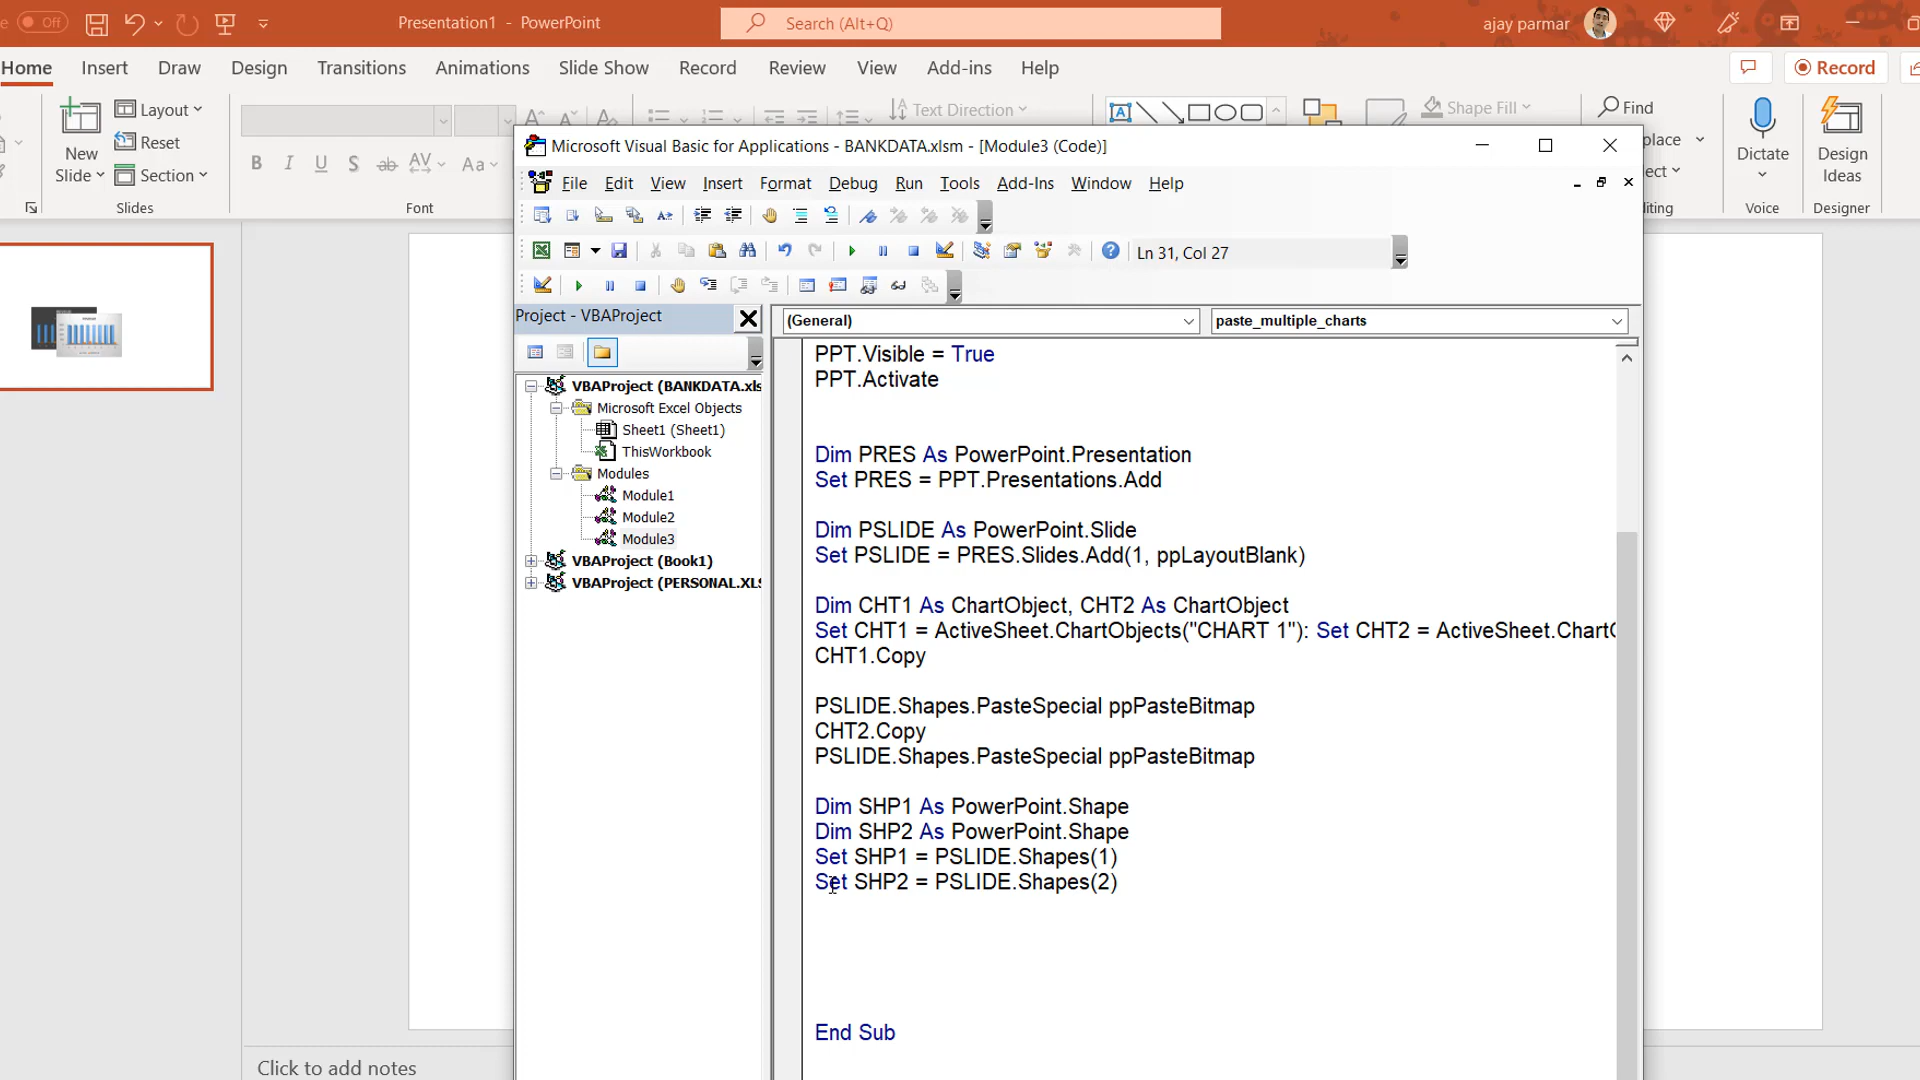 Off
Presentation1 - PowerPoint
Search (Alt+Q)
ajay parmar
Home Insert Draw Design Transitions Animations Slide Show Record Review View Add-ins Help
Record
New
Slide
Layout
Reset
Section
Slides
Font
Text Direction
Shape Fill
Find
Dictate
Voice
Design
Ideas
Designer
Microsoft Visual Basic for Applications - BANKDATA.xlsm - [Module3 (Code)]
File Edit View Insert Format Debug Run Tools Add-Ins Window Help
Ln 31, Col 27
Project - VBAProject
(General)
paste_multiple_charts
VBAProject (BANKDATA.xls
Microsoft Excel Objects
Sheet1 (Sheet1)
ThisWorkbook
Modules
Module1
Module2
Module3
VBAProject (Book1)
VBAProject (PERSONAL.XLS
PPT.Visible = True
PPT.Activate
Dim PRES As PowerPoint.Presentation
Set PRES = PPT.Presentations.Add
Dim PSLIDE As PowerPoint.Slide
Set PSLIDE = PRES.Slides.Add(1, ppLayoutBlank)
Dim CHT1 As ChartObject, CHT2 As ChartObject
Set CHT1 = ActiveSheet.ChartObjects("CHART 1"): Set CHT2 = ActiveSheet.ChartO
CHT1.Copy
PSLIDE.Shapes.PasteSpecial ppPasteBitmap
CHT2.Copy
PSLIDE.Shapes.PasteSpecial ppPasteBitmap
Dim SHP1 As PowerPoint.Shape
Dim SHP2 As PowerPoint.Shape
Set SHP1 = PSLIDE.Shapes(1)
Set SHP2 = PSLIDE.Shapes(2)
End Sub
Click to add notes